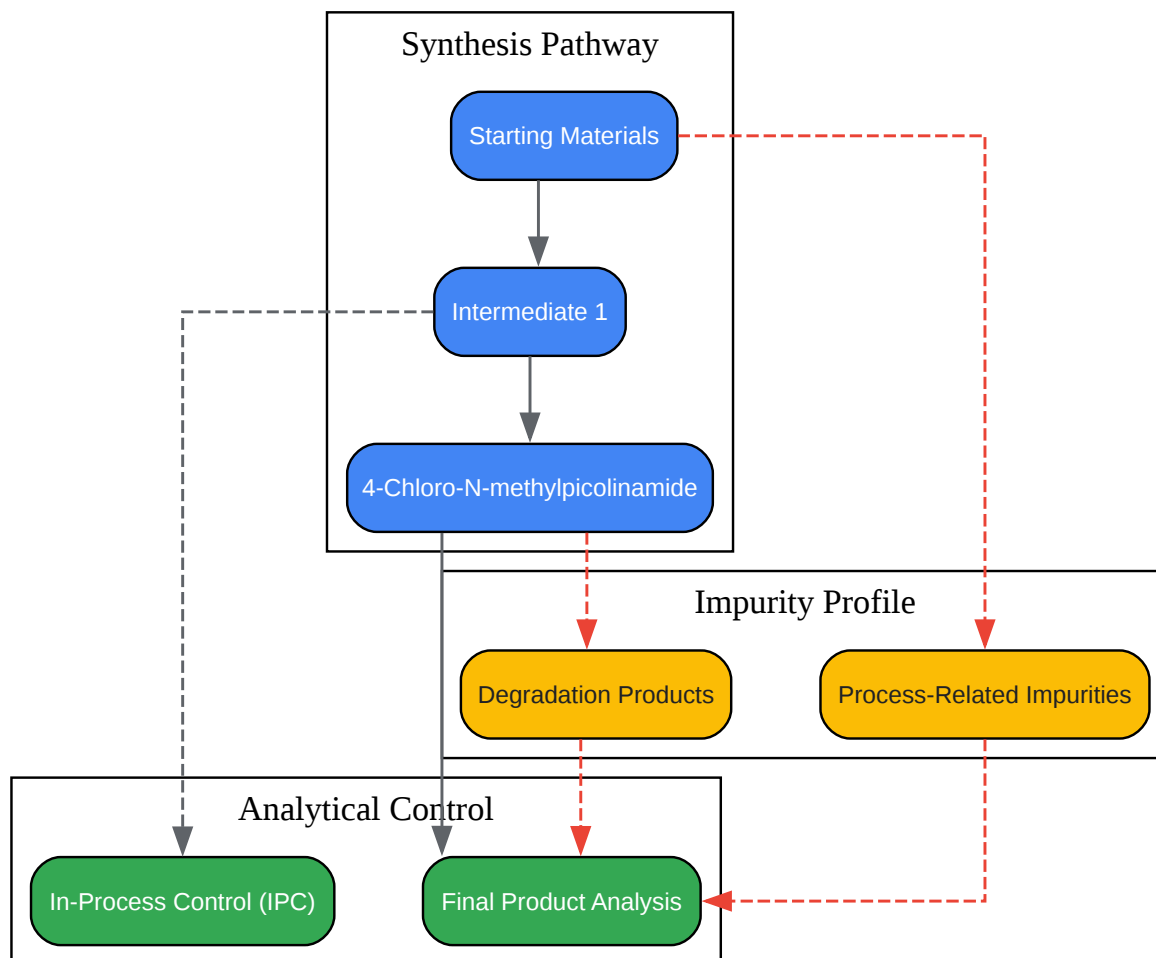 Synthesis Pathway
Starting Materials
Intermediate 1
4-Chloro-N-methylpicolinamide
Impurity Profile
Degradation Products
Process-Related Impurities
Analytical Control
In-Process Control (IPC)
Final Product Analysis